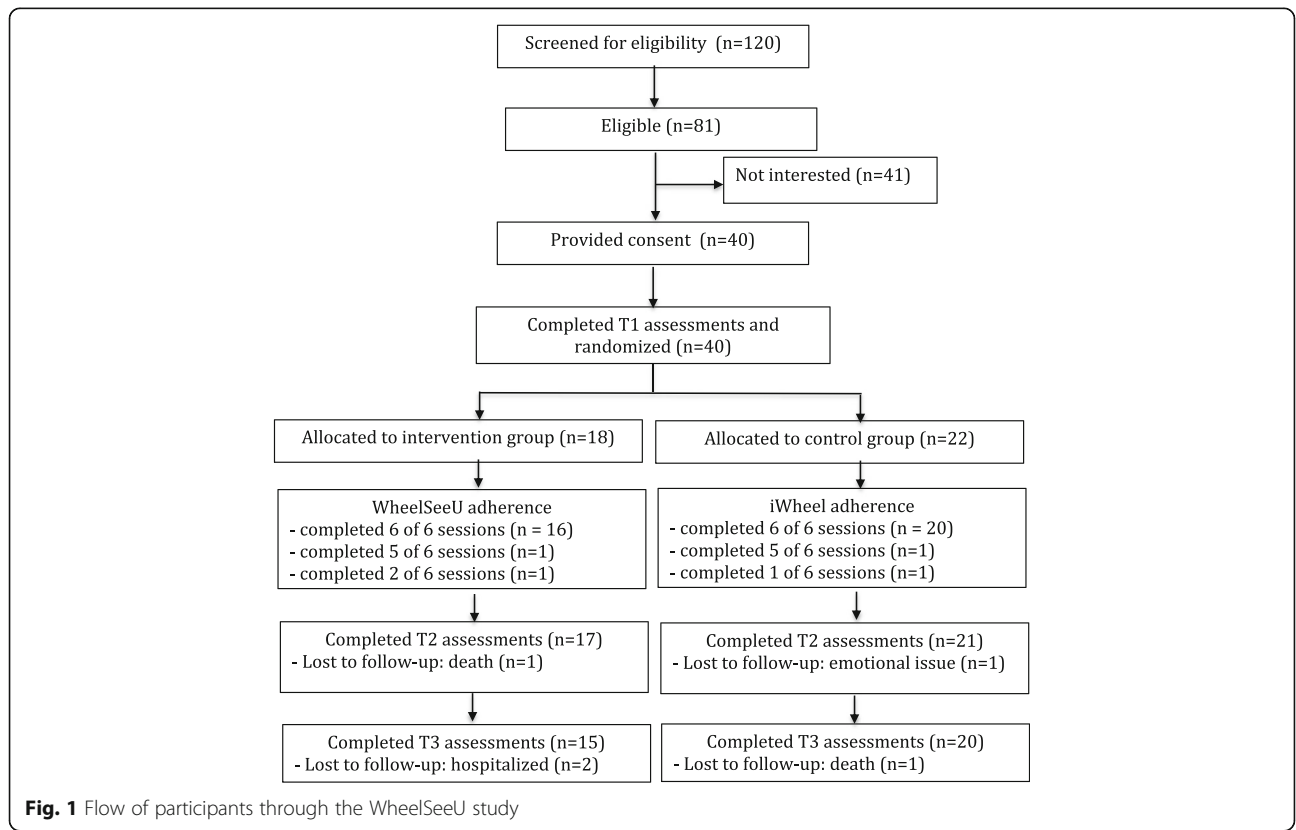 Screened for eligibility (n=120)
Eligible (n=81)
Not interested (n=41)
Provided consent (n=40)
Completed T1 assessments and
randomized (n=40)
Allocated to intervention group (n=18)
Allocated to control group (n=22)
WheelSeeU adherence
- completed 6 of 6 sessions (n = 16)
- completed 5 of 6 sessions (n=1)
- completed 2 of 6 sessions (n=1)
iWheel adherence
- completed 6 of 6 sessions (n = 20)
- completed 5 of 6 sessions (n=1)
- completed 1 of 6 sessions (n=1)
Completed T2 assessments (n=17)
- Lost to follow-up: death (n=1)
Completed T2 assessments (n=21)
- Lost to follow-up: emotional issue (n=1)
Completed T3 assessments (n=15)
- Lost to follow-up: hospitalized (n=2)
Completed T3 assessments (n=20)
- Lost to follow-up: death (n=1)
Fig. 1 Flow of participants through the WheelSeeU study